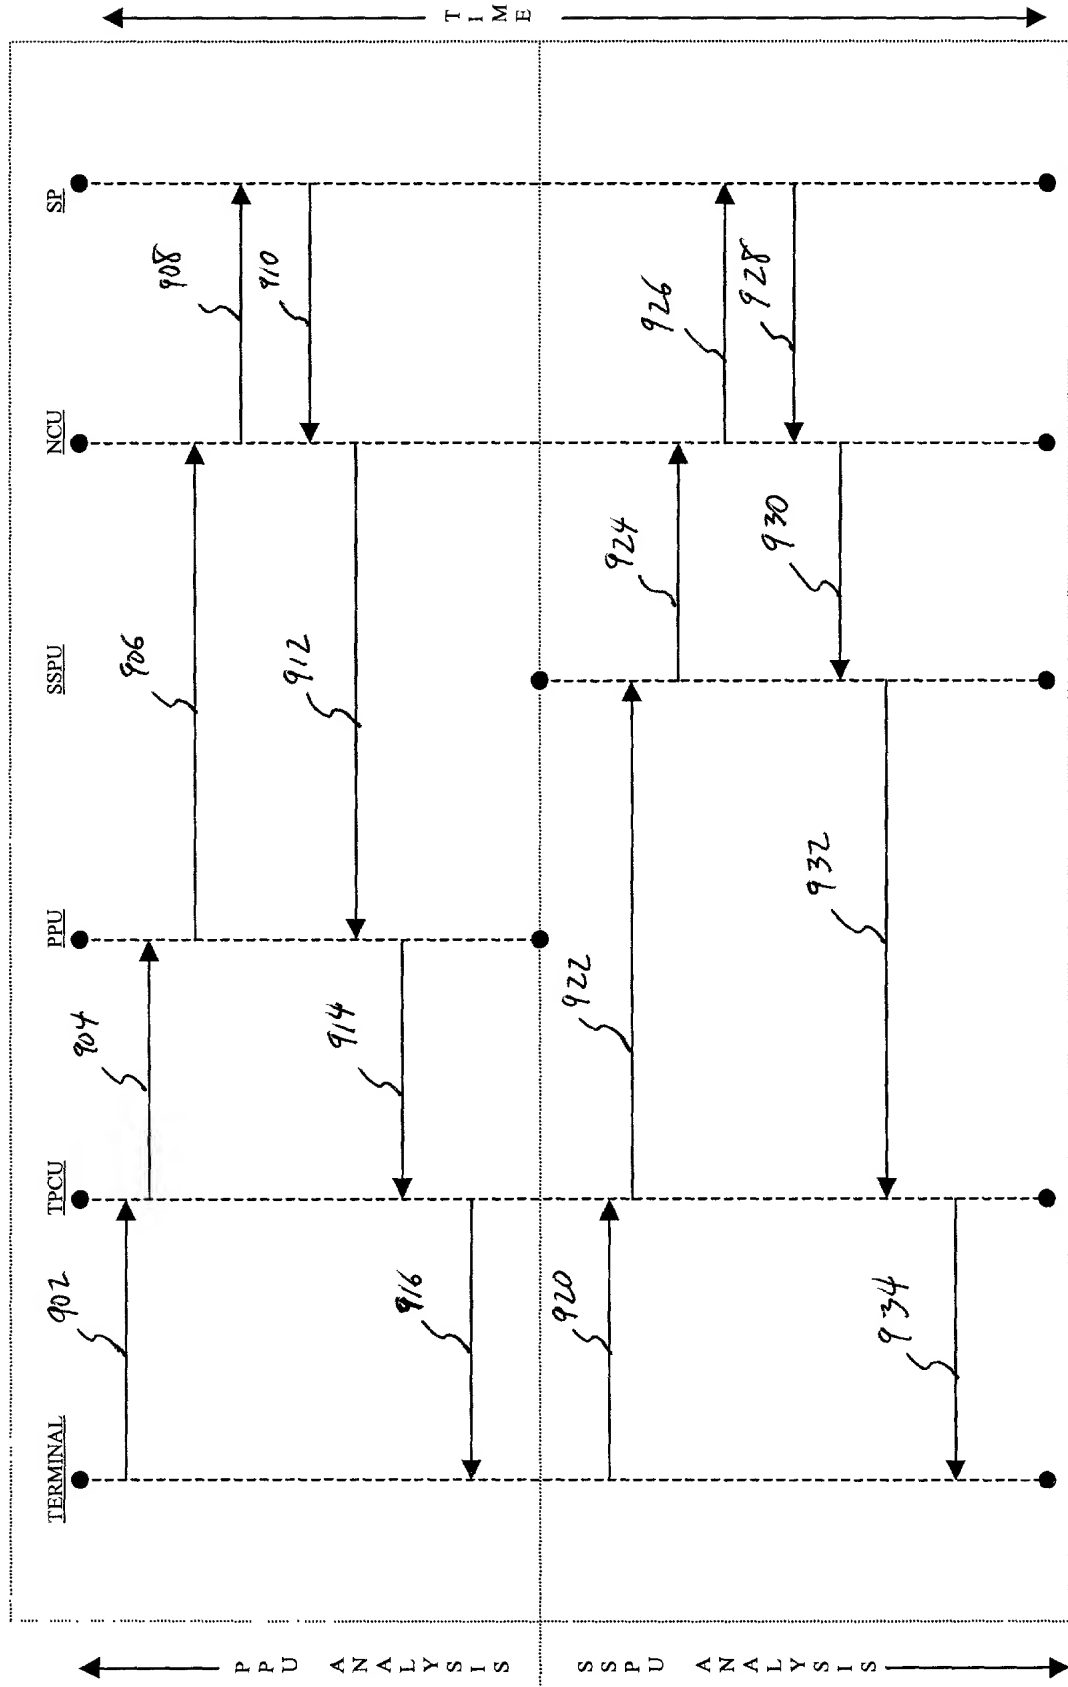 TERMINAL
TPCU
PPU
SSPU
NCU
SP
PPU ANALYSIS
SSPU ANALYSIS
TIME
902
904
906
908
910
912
914
916
920
922
924
926
928
930
932
934